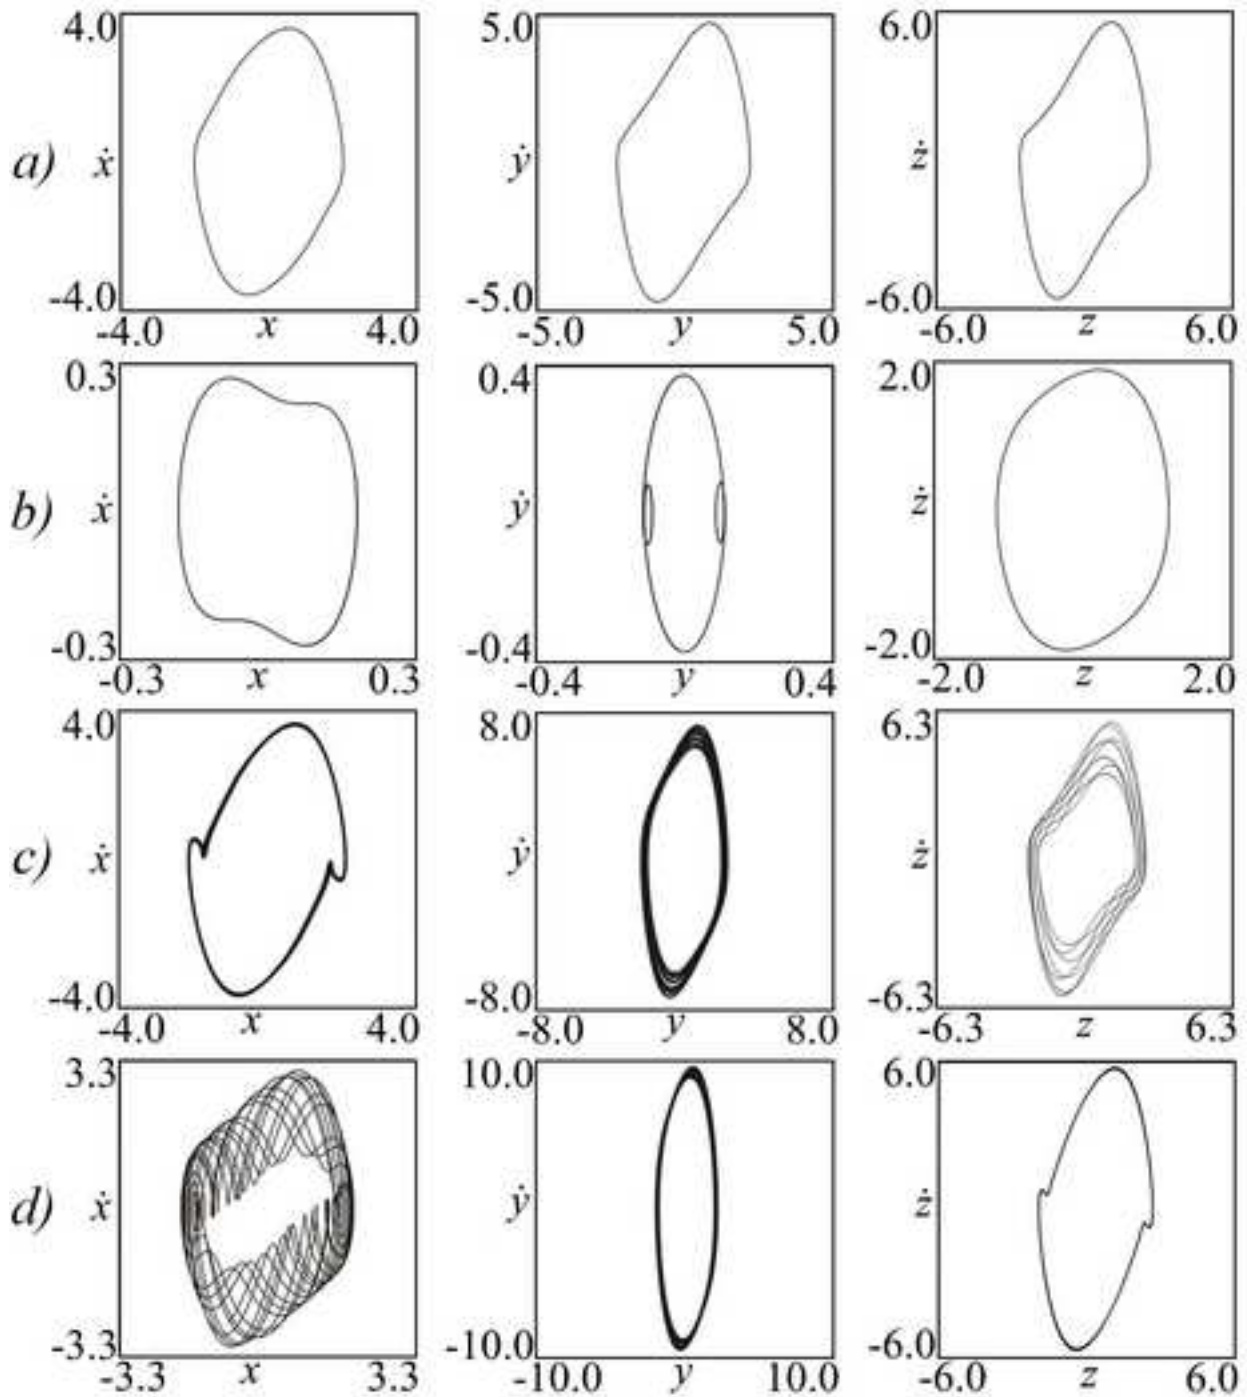 4.0 5.0 6.0
a) ẋ ẏ ż
-4.0 -5.0 -6.0
-4.0 x 4.0 -5.0 y 5.0 -6.0 z 6.0
0.3 0.4 2.0
b) ẋ ẏ ż
-0.3 -0.4 -2.0
-0.3 x 0.3 -0.4 y 0.4 -2.0 z 2.0
4.0 8.0 6.3
c) ẋ ẏ ż
-4.0 -8.0 -6.3
-4.0 x 4.0 -8.0 y 8.0 -6.3 z 6.3
3.3 10.0 6.0
d) ẋ ẏ ż
-3.3 -10.0 -6.0
-3.3 x 3.3 -10.0 y 10.0 -6.0 z 6.0